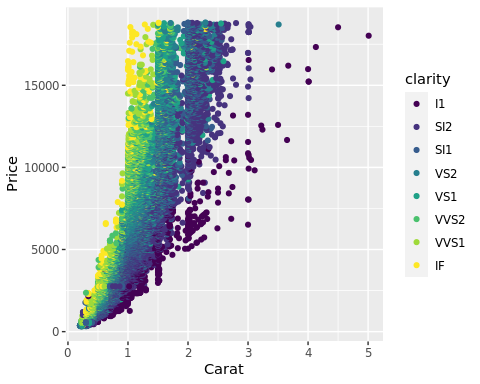 15000
10000
5000
0
0
1
2
3
4
5
Carat
Price
clarity
I1
SI2
SI1
VS2
VS1
VVS2
VVS1
IF